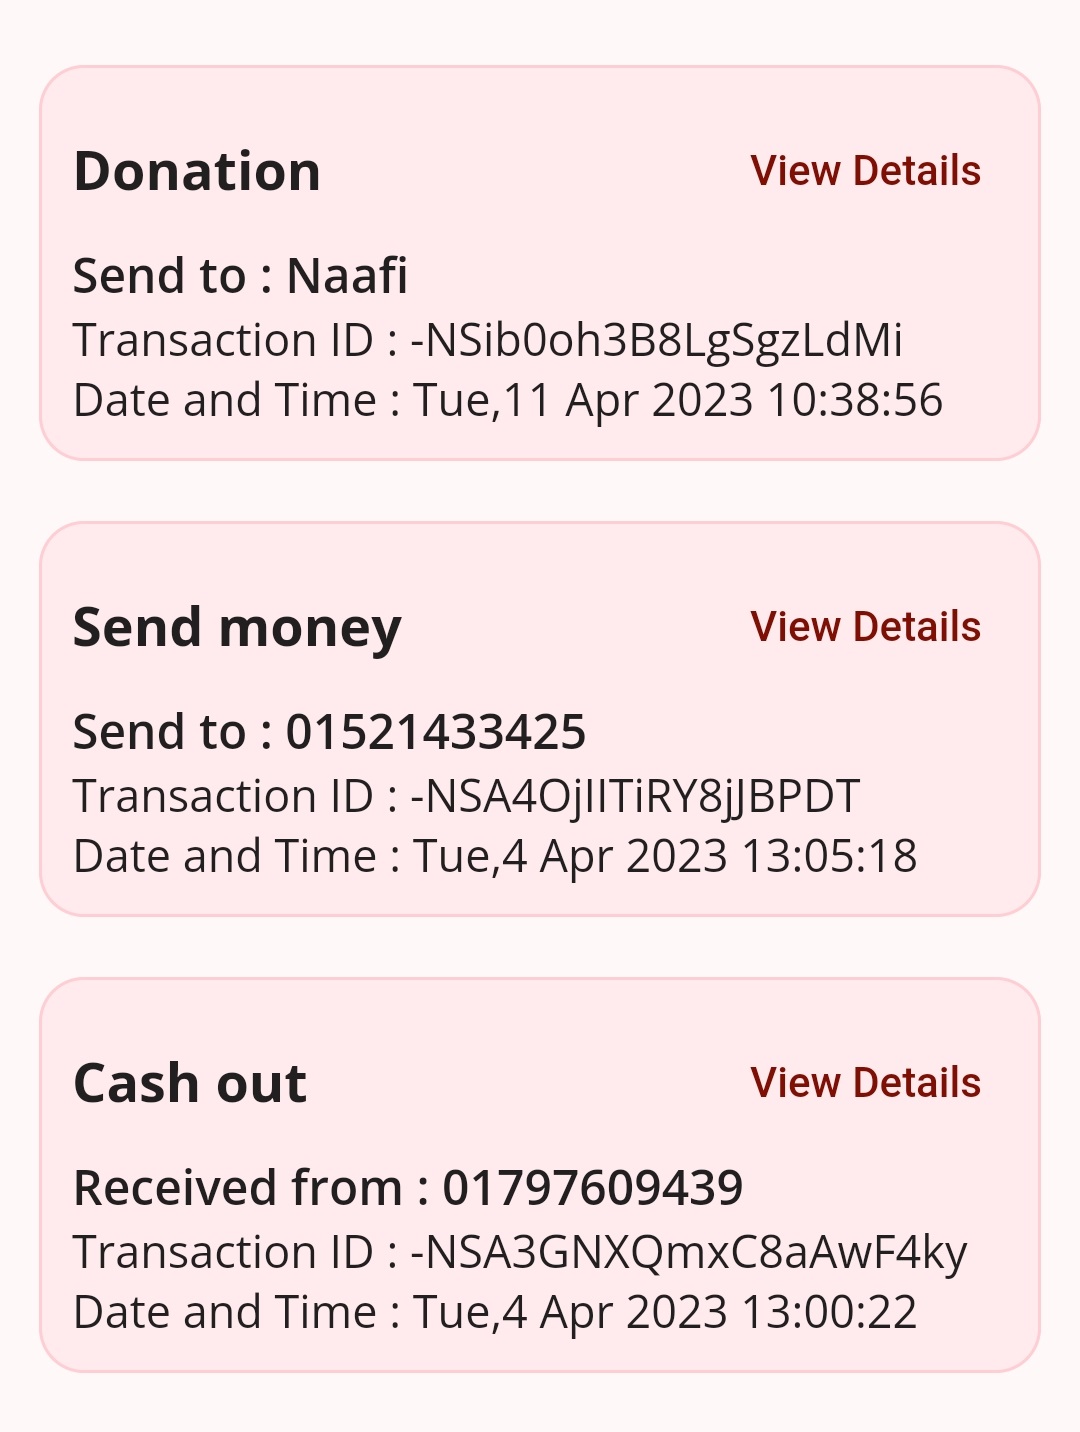 Donation
View Details
Send to : Naafi
Transaction ID : -NSib0oh3B8LgSgzLdMi
Date and Time : Tue,11 Apr 2023 10:38:56
Send money
View Details
Send to : 01521433425
Transaction ID : -NSA4OjIITiRY8jJBPDT
Date and Time : Tue,4 Apr 2023 13:05:18
Cash out
View Details
Received from : 01797609439
Transaction ID : -NSA3GNXQmxC8aAwF4ky
Date and Time : Tue,4 Apr 2023 13:00:22